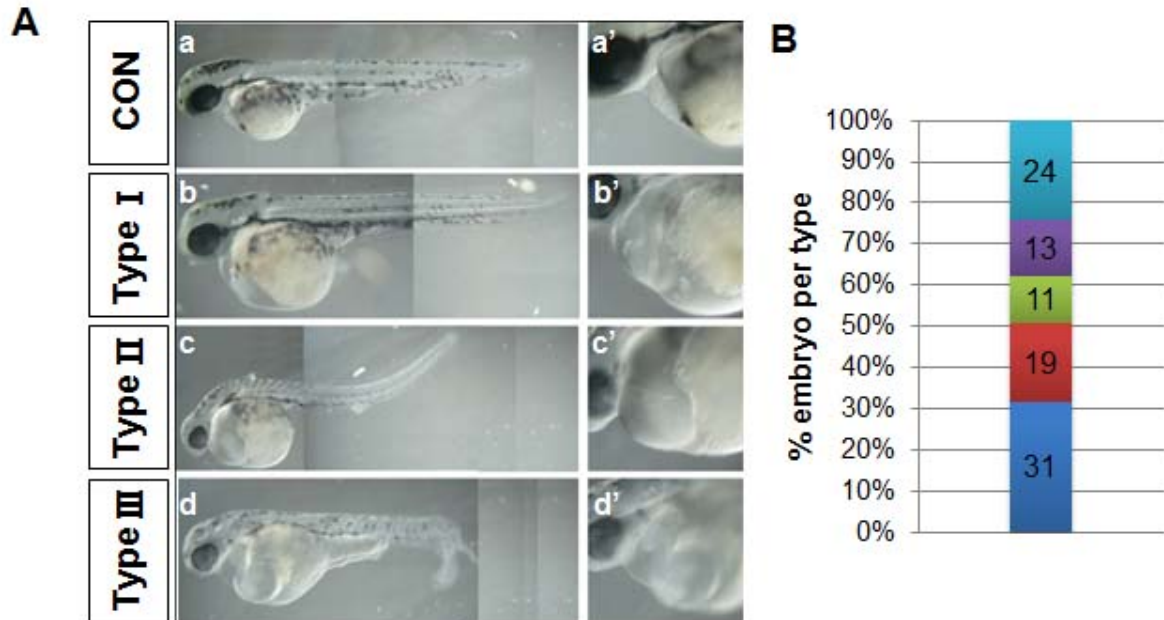 A
CON
a
a'
Type I
b
b'
Type II
c
c'
Type III
d
d'
B
% embryo per type
100%
90%
80%
70%
60%
50%
40%
30%
20%
10%
0%
24
13
11
19
31